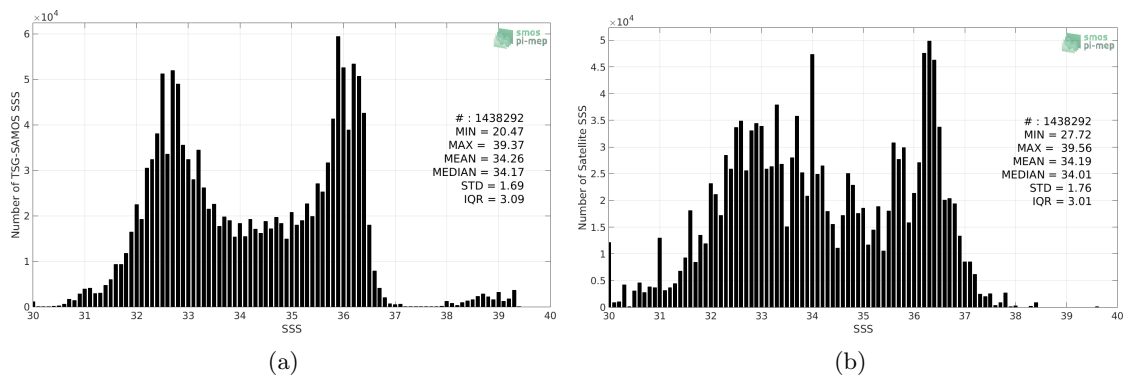 ×10⁴
6
5
4
3
2
1
0
Number of TSG-SAMOS SSS
30 31 32 33 34 35 36 37 38 39 40
SSS
smos
pi-mep
# : 1438292
MIN = 20.47
MAX = 39.37
MEAN = 34.26
MEDIAN = 34.17
STD = 1.69
IQR = 3.09
(a)
×10⁴
5
4.5
4
3.5
3
2.5
2
1.5
1
0.5
0
Number of Satellite SSS
30 31 32 33 34 35 36 37 38 39 40
SSS
smos
pi-mep
# : 1438292
MIN = 27.72
MAX = 39.56
MEAN = 34.19
MEDIAN = 34.01
STD = 1.76
IQR = 3.01
(b)